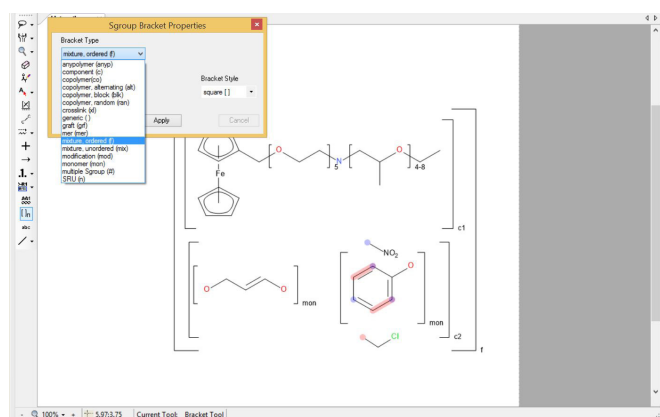 Sgroup Bracket Properties
Bracket Type
mixture, ordered (f)
anypolymer (anyp)
component (c)
copolymer(co)
copolymer, alternating (alt)
copolymer, block (blk)
copolymer, random (ran)
crosslink (xl)
generic ( )
graft (grf)
mer (mer)
mixture, ordered (f)
mixture, unordered (mix)
modification (mod)
monomer (mon)
multiple Sgroup (#)
SRU (n)
Bracket Style
square [ ]
Apply
Cancel
O
5
N
O
4-8
Fe
c1
NO2
O
O
O
mon
mon
Cl
c2
f
abc
100%
5.97;3.75
Current Tool: Bracket Tool